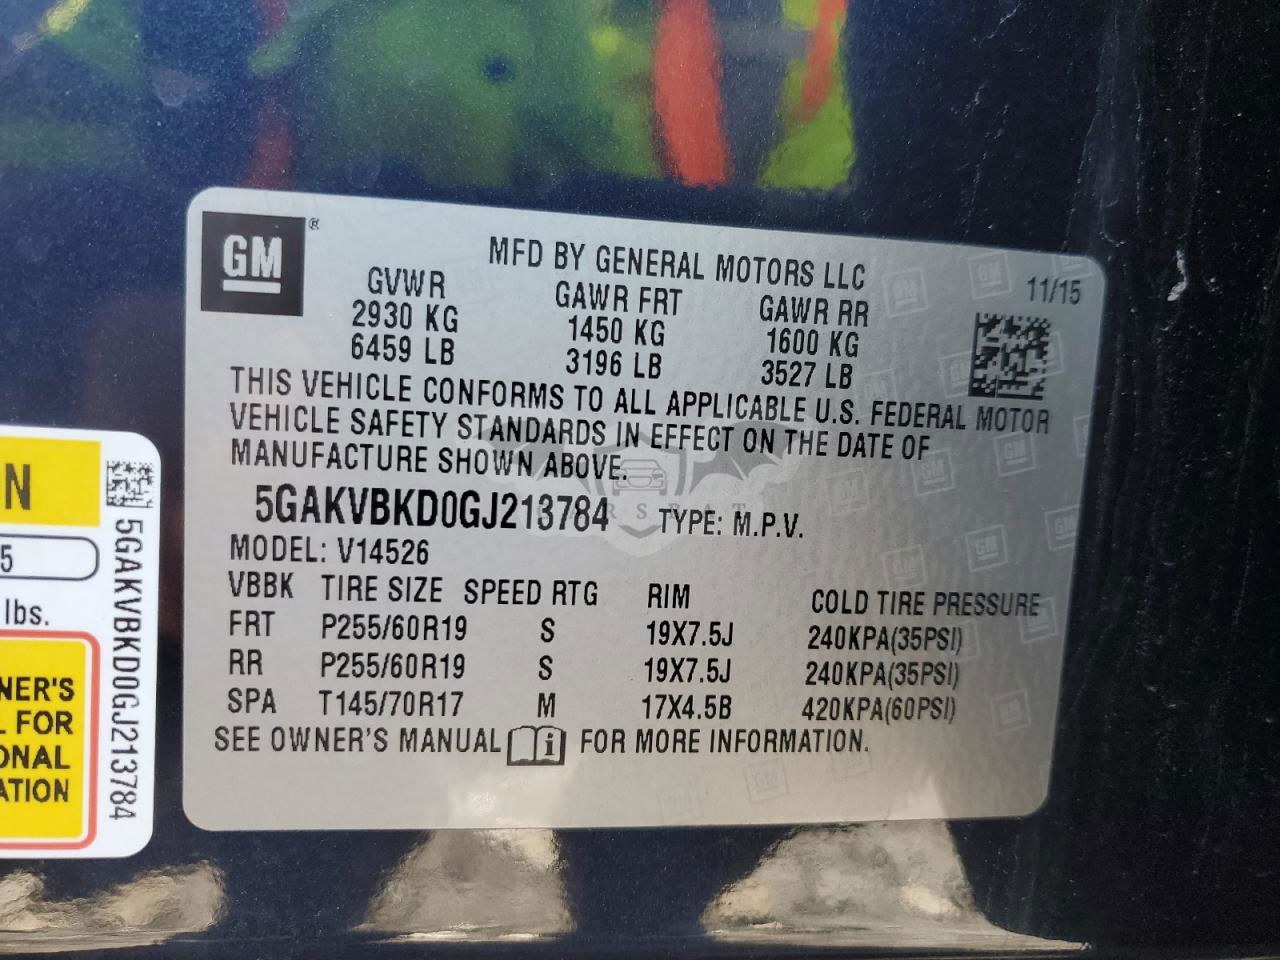 GM ®
MFD BY GENERAL MOTORS LLC
11/15
GVWR GAWR FRT GAWR RR
2930 KG 1450 KG 1600 KG
6459 LB 3196 LB 3527 LB
THIS VEHICLE CONFORMS TO ALL APPLICABLE U.S. FEDERAL MOTOR
VEHICLE SAFETY STANDARDS IN EFFECT ON THE DATE OF
MANUFACTURE SHOWN ABOVE.
5GAKVBKD0GJ213784 TYPE: M.P.V.
MODEL: V14526
VBBK TIRE SIZE SPEED RTG RIM COLD TIRE PRESSURE
FRT P255/60R19 S 19X7.5J 240KPA(35PSI)
RR P255/60R19 S 19X7.5J 240KPA(35PSI)
SPA T145/70R17 M 17X4.5B 420KPA(60PSI)
SEE OWNER'S MANUAL i FOR MORE INFORMATION.
N
5
lbs.
NER'S
L FOR
ONAL
ATION
5GAKVBKD0GJ213784